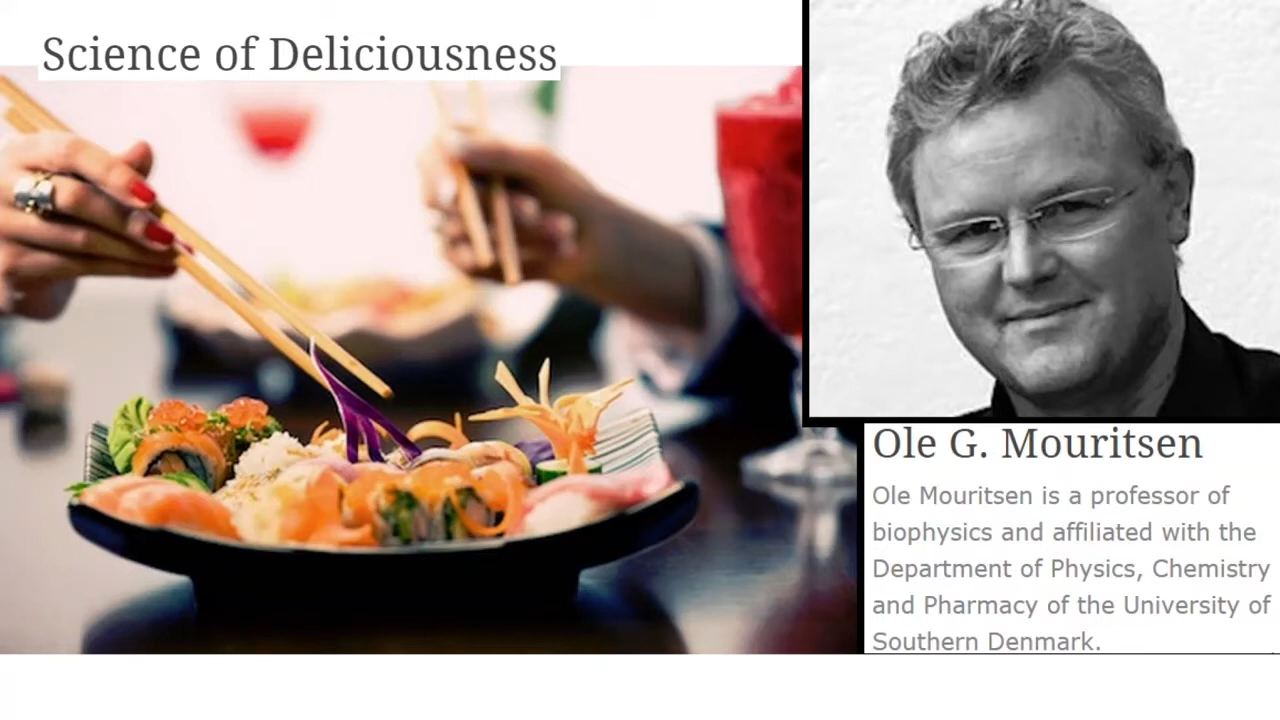 Science of Deliciousness
Ole G. Mouritsen
Ole Mouritsen is a professor of
biophysics and affiliated with the
Department of Physics, Chemistry
and Pharmacy of the University of
Southern Denmark.